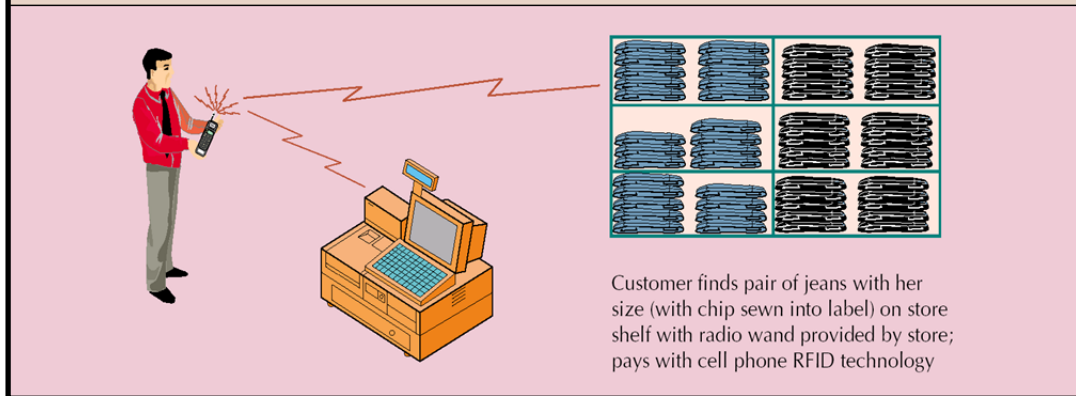 Customer finds pair of jeans with her
size (with chip sewn into label) on store
shelf with radio wand provided by store;
pays with cell phone RFID technology